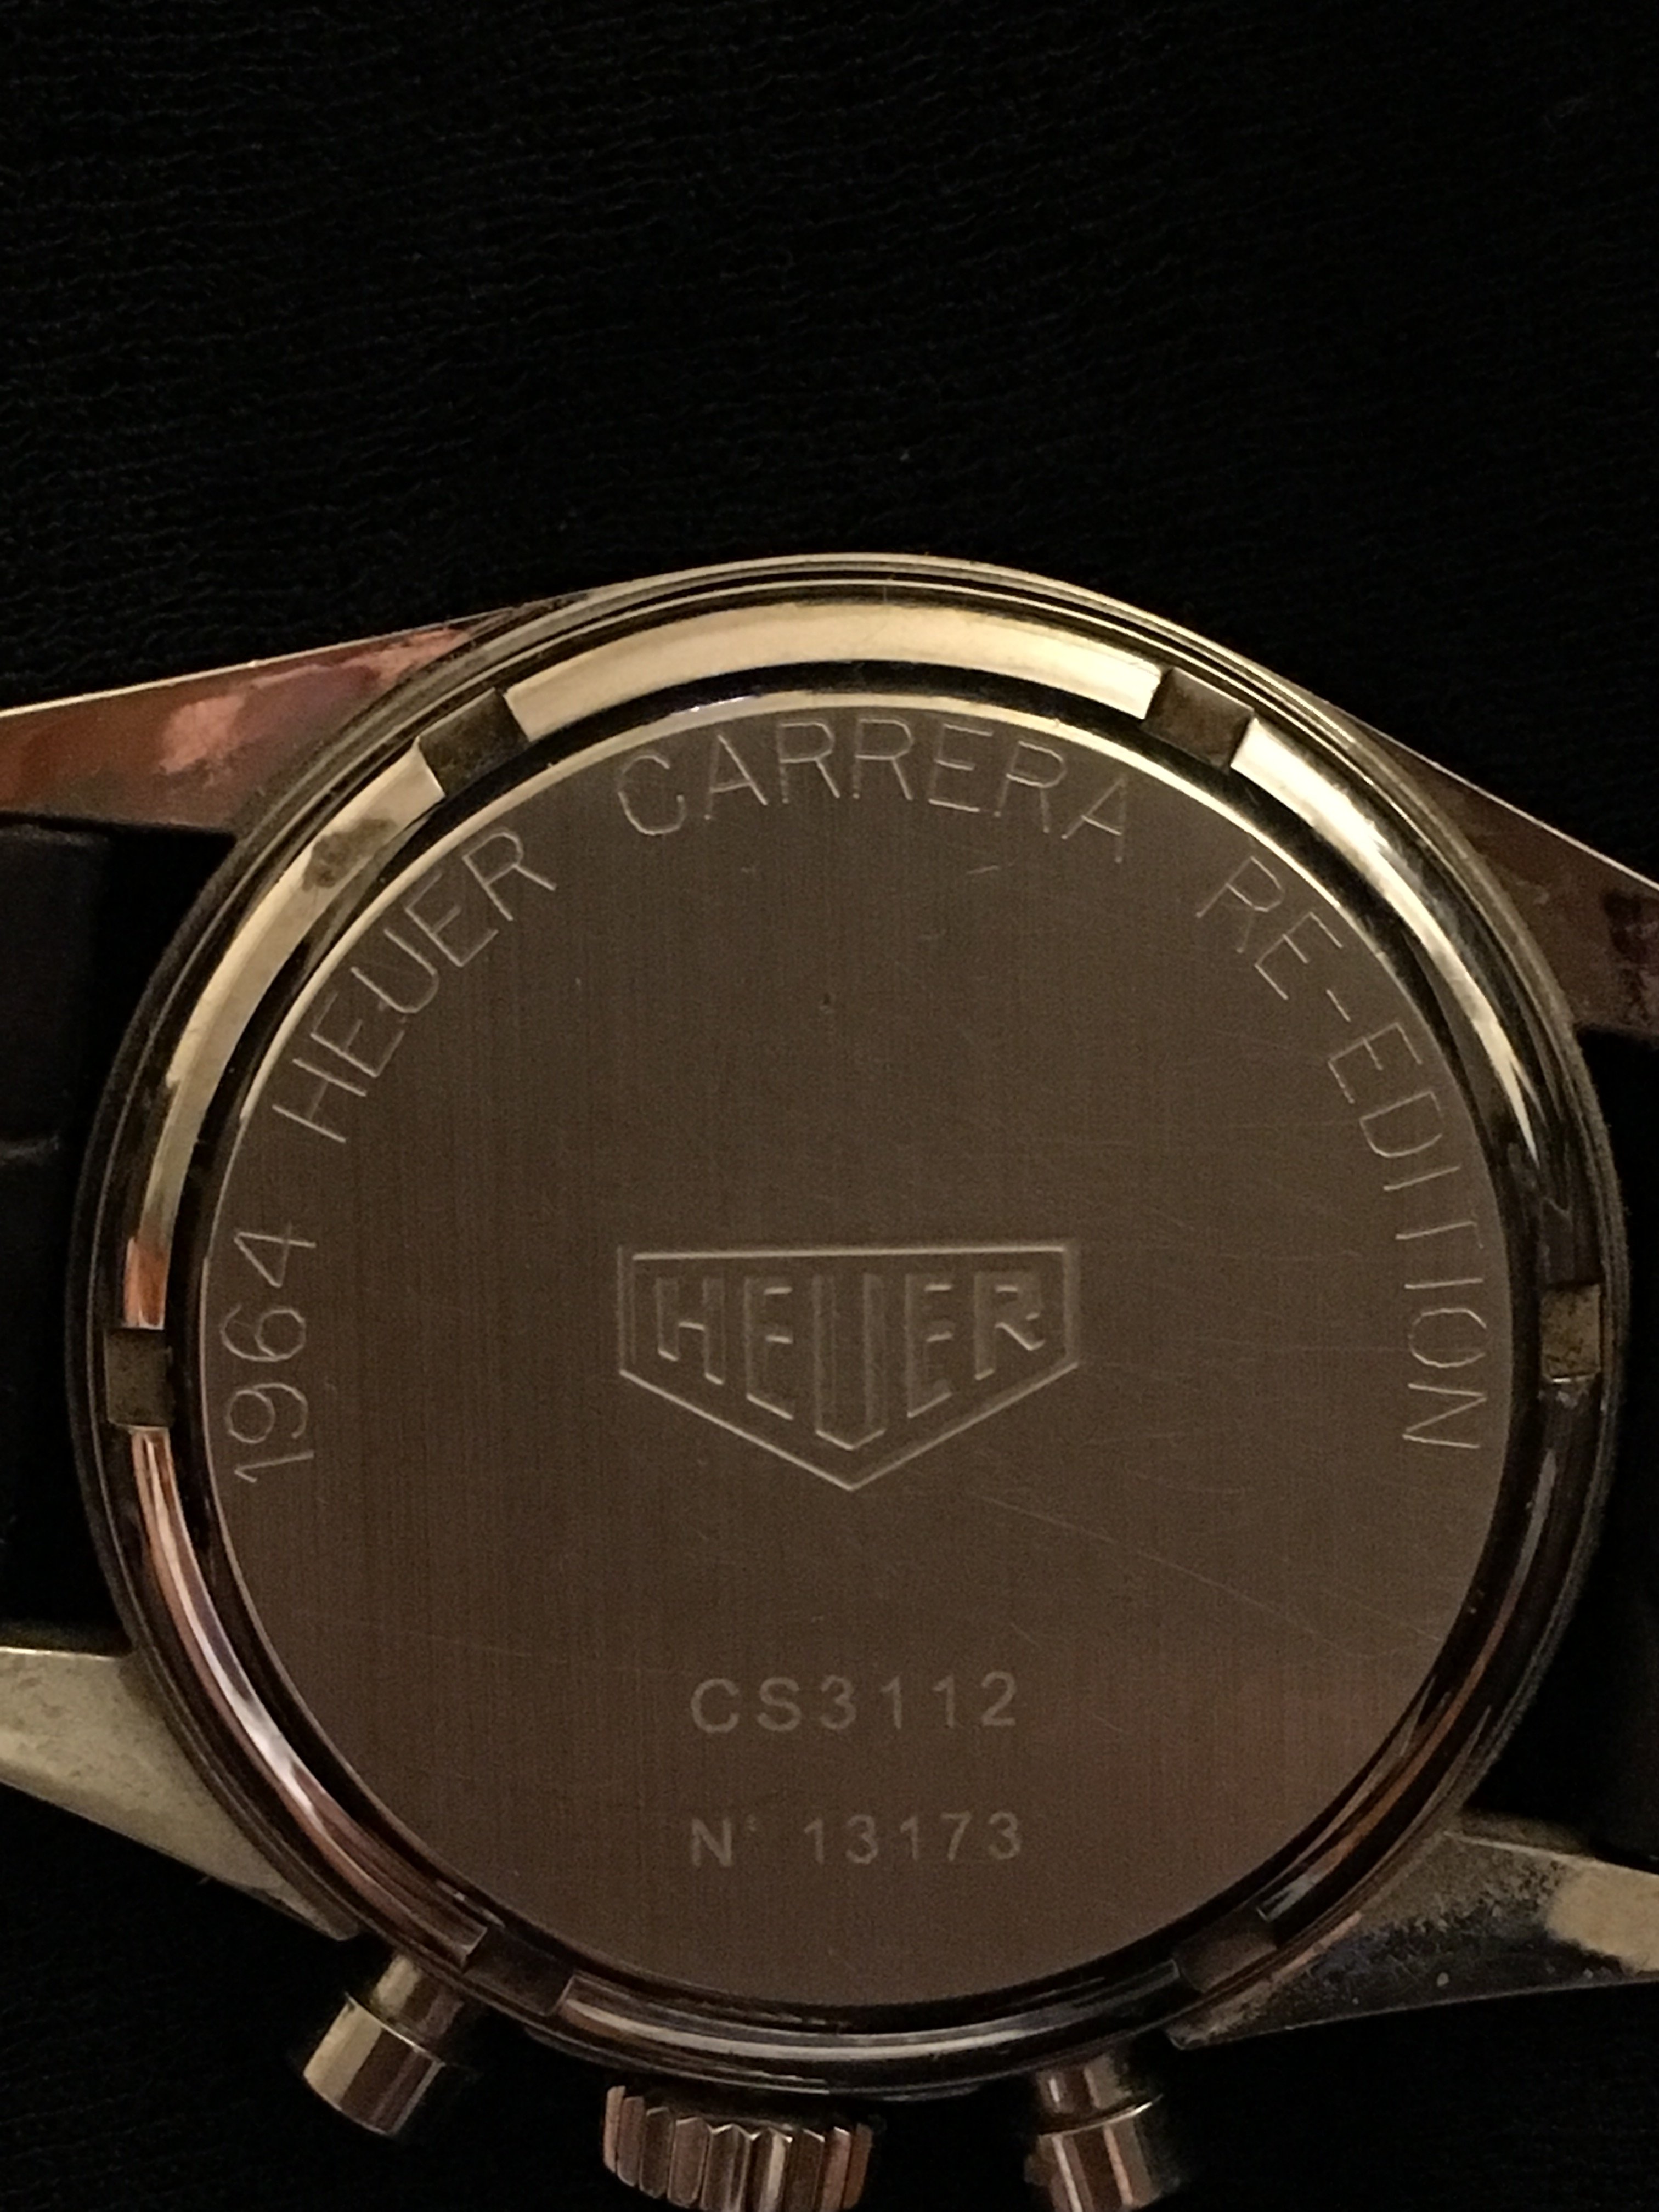 1964 HEUER CARRERA RE-EDITION
HEUER
CS3112
N° 13173